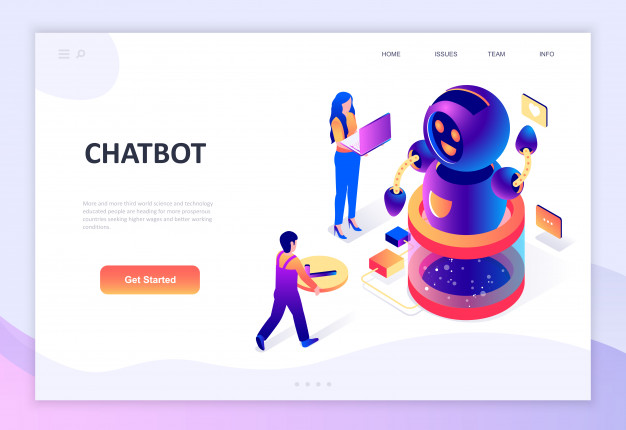 HOME ISSUES TEAM INFO
CHATBOT
More and more third world science and technology
educated people are heading for more prosperous
countries seeking higher wages and better working
conditions.
Get Started